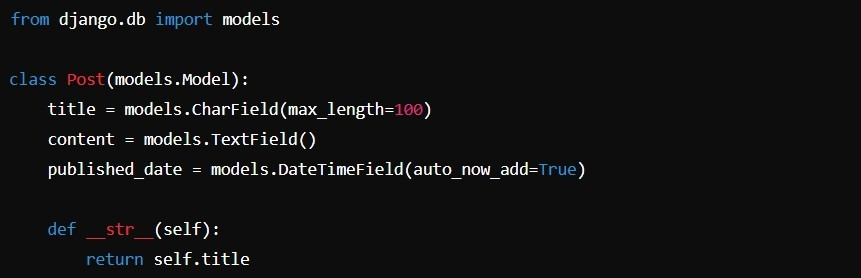 from django.db import models
class Post(models.Model):
    title = models.CharField(max_length=100)
    content = models.TextField()
    published_date = models.DateTimeField(auto_now_add=True)
    def __str__(self):
        return self.title